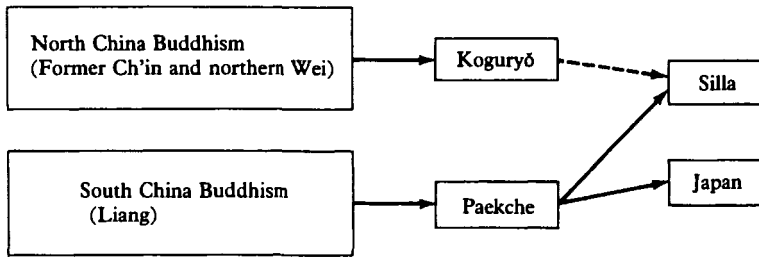 North China Buddhism
(Former Ch'in and northern Wei)
Koguryŏ
Silla
South China Buddhism
(Liang)
Paekche
Japan